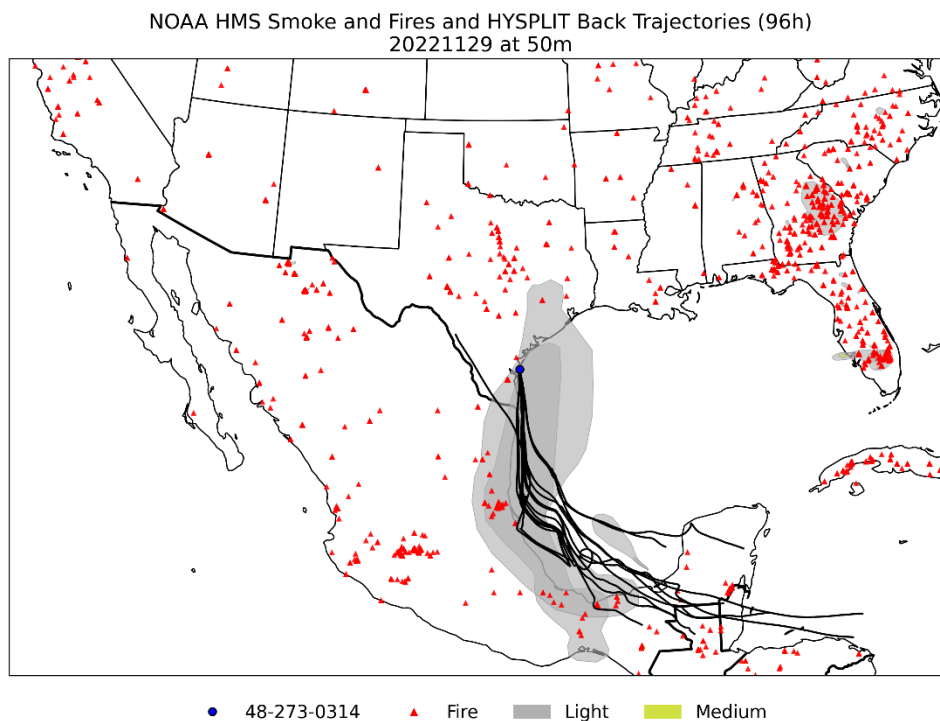 NOAA HMS Smoke and Fires and HYSPLIT Back Trajectories (96h)
20221129 at 50m
48-273-0314 Fire Light Medium